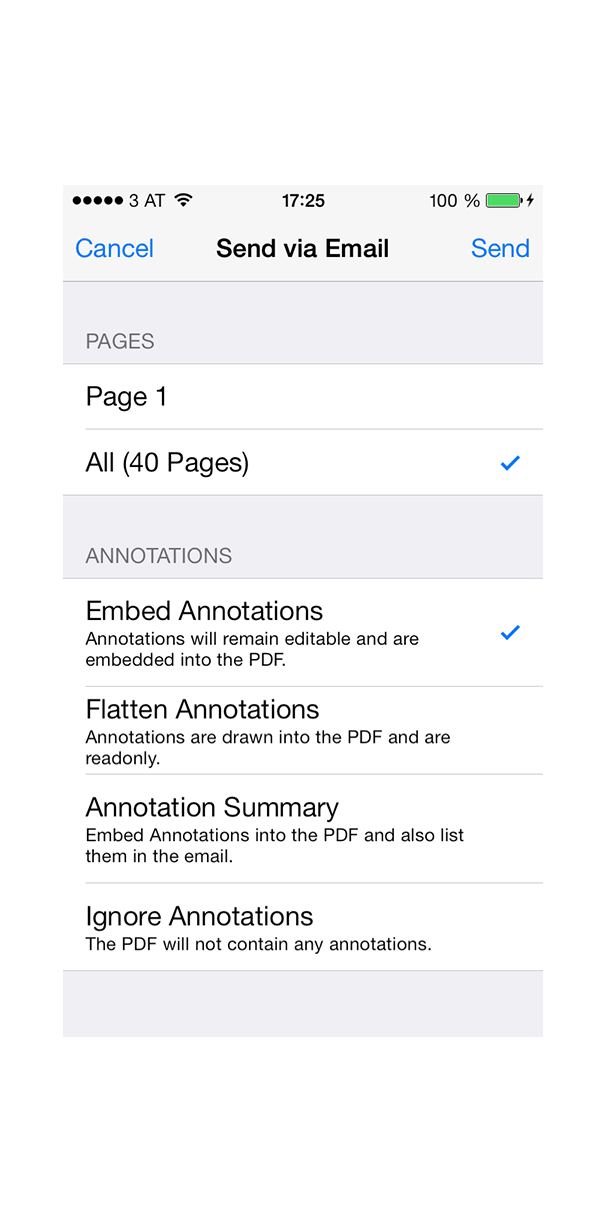 ●●●●● 3 AT 17:25 100 %
Cancel Send via Email Send
PAGES
Page 1
All (40 Pages)
ANNOTATIONS
Embed Annotations
Annotations will remain editable and are
embedded into the PDF.
Flatten Annotations
Annotations are drawn into the PDF and are
readonly.
Annotation Summary
Embed Annotations into the PDF and also list
them in the email.
Ignore Annotations
The PDF will not contain any annotations.